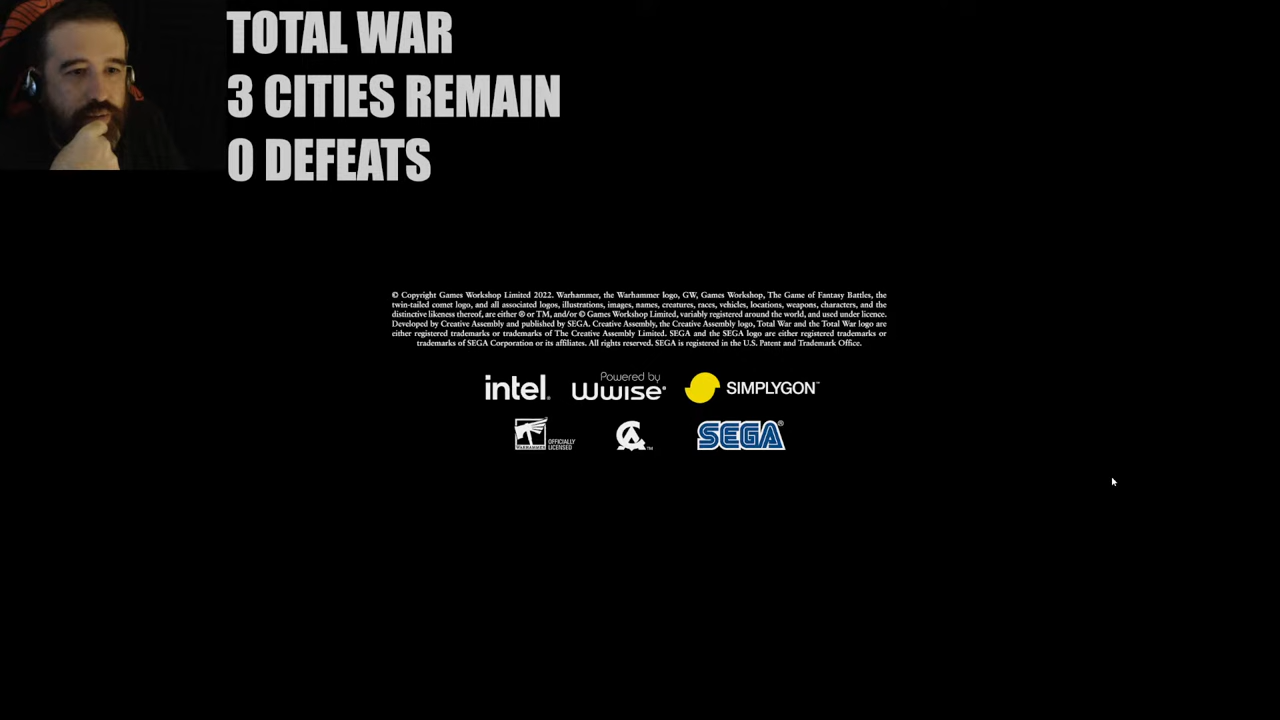 TOTAL WAR
3 CITIES REMAIN
0 DEFEATS
© Copyright Games Workshop Limited 2022. Warhammer, the Warhammer logo, GW, Games Workshop, The Game of Fantasy Battles, the
twin-tailed comet logo, and all associated logos, illustrations, images, names, creatures, races, vehicles, locations, weapons, characters, and the
distinctive likeness thereof, are either ® or TM, and/or © Games Workshop Limited, variably registered around the world, and used under licence.
Developed by Creative Assembly and published by SEGA. Creative Assembly, the Creative Assembly logo, Total War and the Total War logo are
either registered trademarks or trademarks of The Creative Assembly Limited. SEGA and the SEGA logo are either registered trademarks or
trademarks of SEGA Corporation or its affiliates. All rights reserved. SEGA is registered in the U.S. Patent and Trademark Office.
intel®
Powered by
Wwise®
SIMPLYGON™
WARHAMMER
OFFICIALLY
LICENSED
CA™
SEGA®